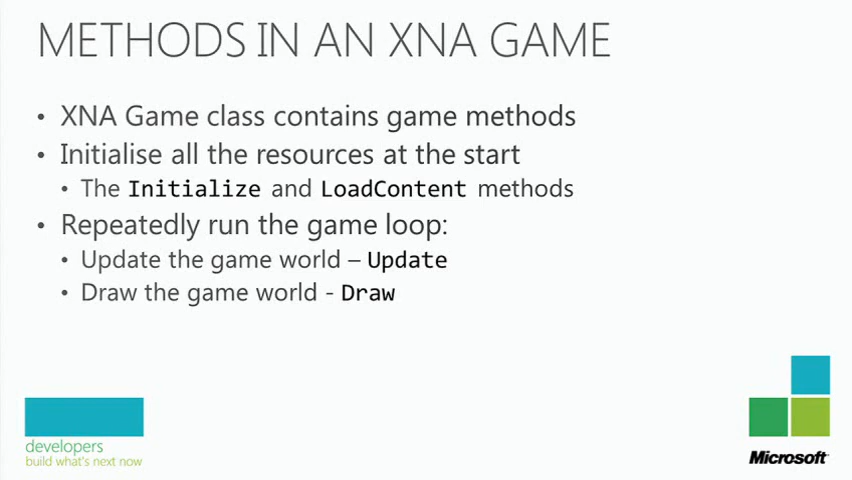 METHODS IN AN XNA GAME
• XNA Game class contains game methods
• Initialise all the resources at the start
• The Initialize and LoadContent methods
• Repeatedly run the game loop:
• Update the game world – Update
• Draw the game world - Draw
developers
build what's next now
Microsoft